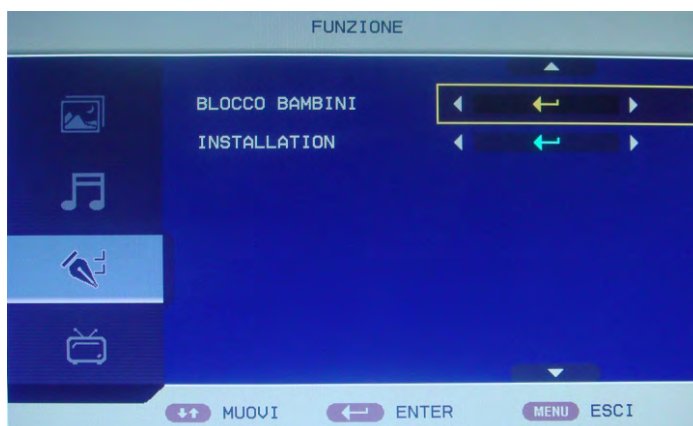 FUNZIONE
BLOCCO BAMBINI
INSTALLATION
MUOVI ENTER MENU ESCI